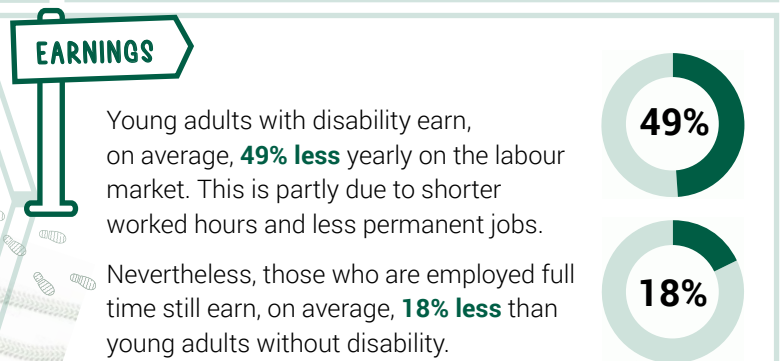 EARNINGS
Young adults with disability earn,
on average, 49% less yearly on the labour
market. This is partly due to shorter
worked hours and less permanent jobs.
49%
Nevertheless, those who are employed full
time still earn, on average, 18% less than
young adults without disability.
18%